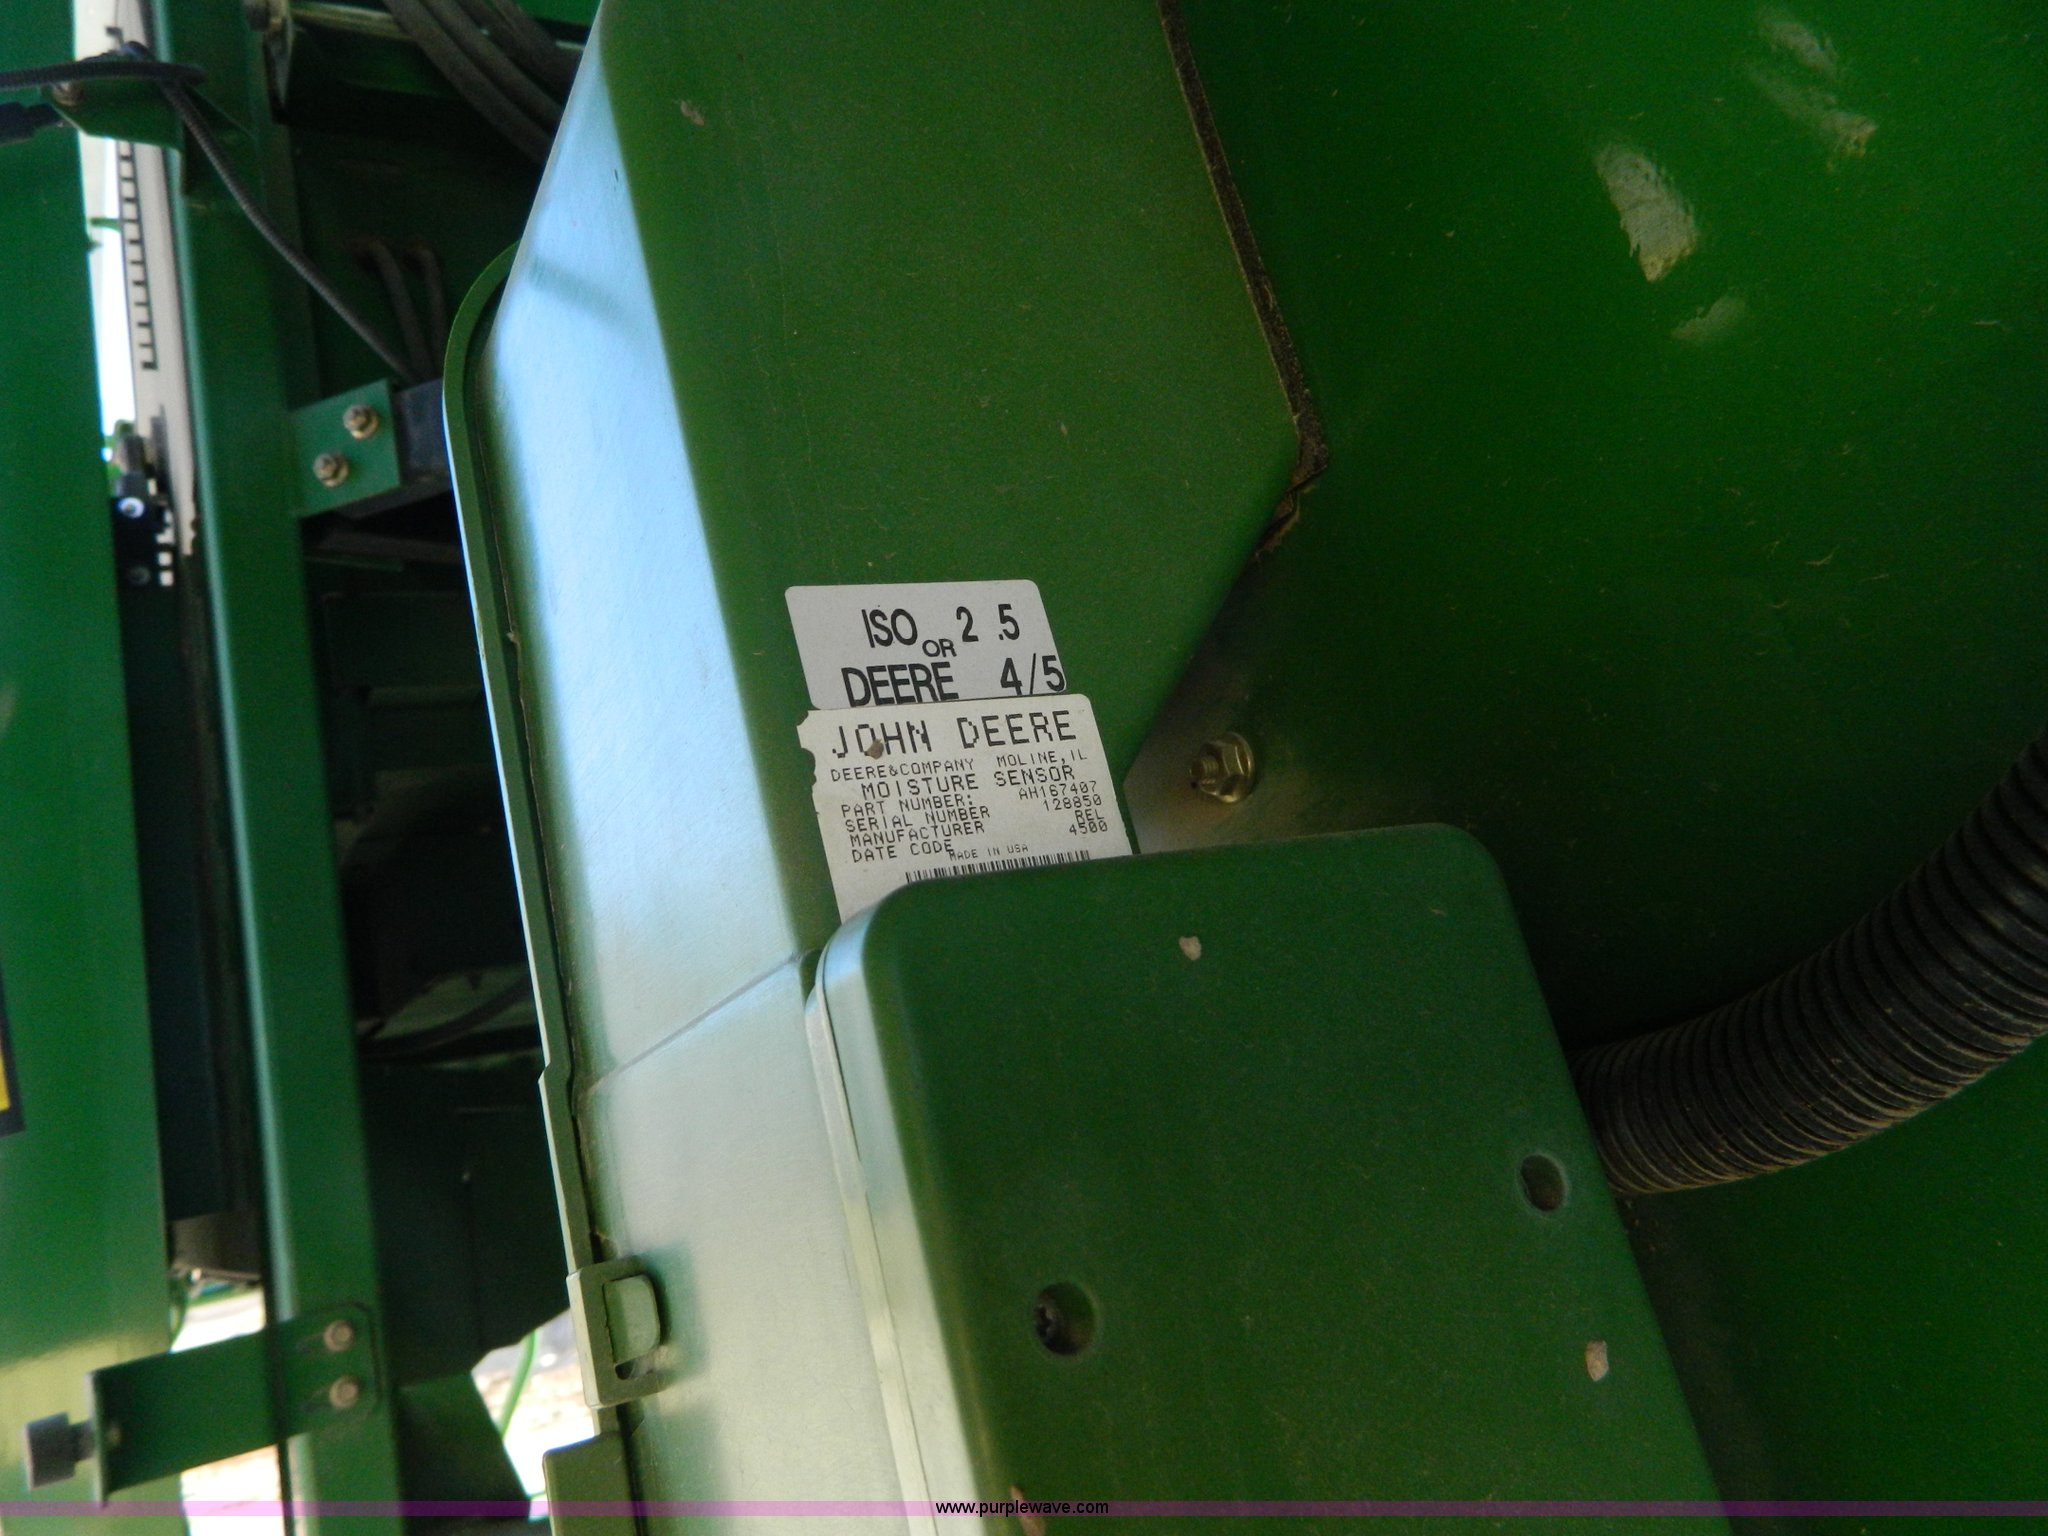 ISO OR 2 .5
DEERE 4/5
JOHN DEERE
DEERE&COMPANY MOLINE, IL
MOISTURE SENSOR
PART NUMBER: AH167407
SERIAL NUMBER 128850
MANUFACTURER REL
DATE CODE 4500
MADE IN USA
www.purplewave.com